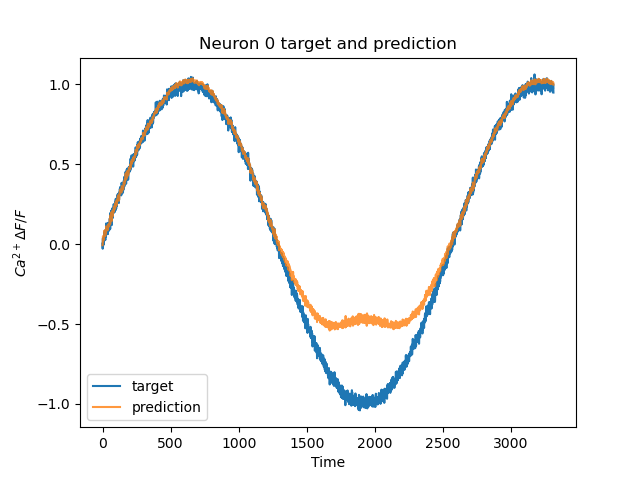 Neuron 0 target and prediction
1.0
0.5
0.0
−0.5
−1.0
Ca²⁺ ΔF/F
target
prediction
0 500 1000 1500 2000 2500 3000
Time